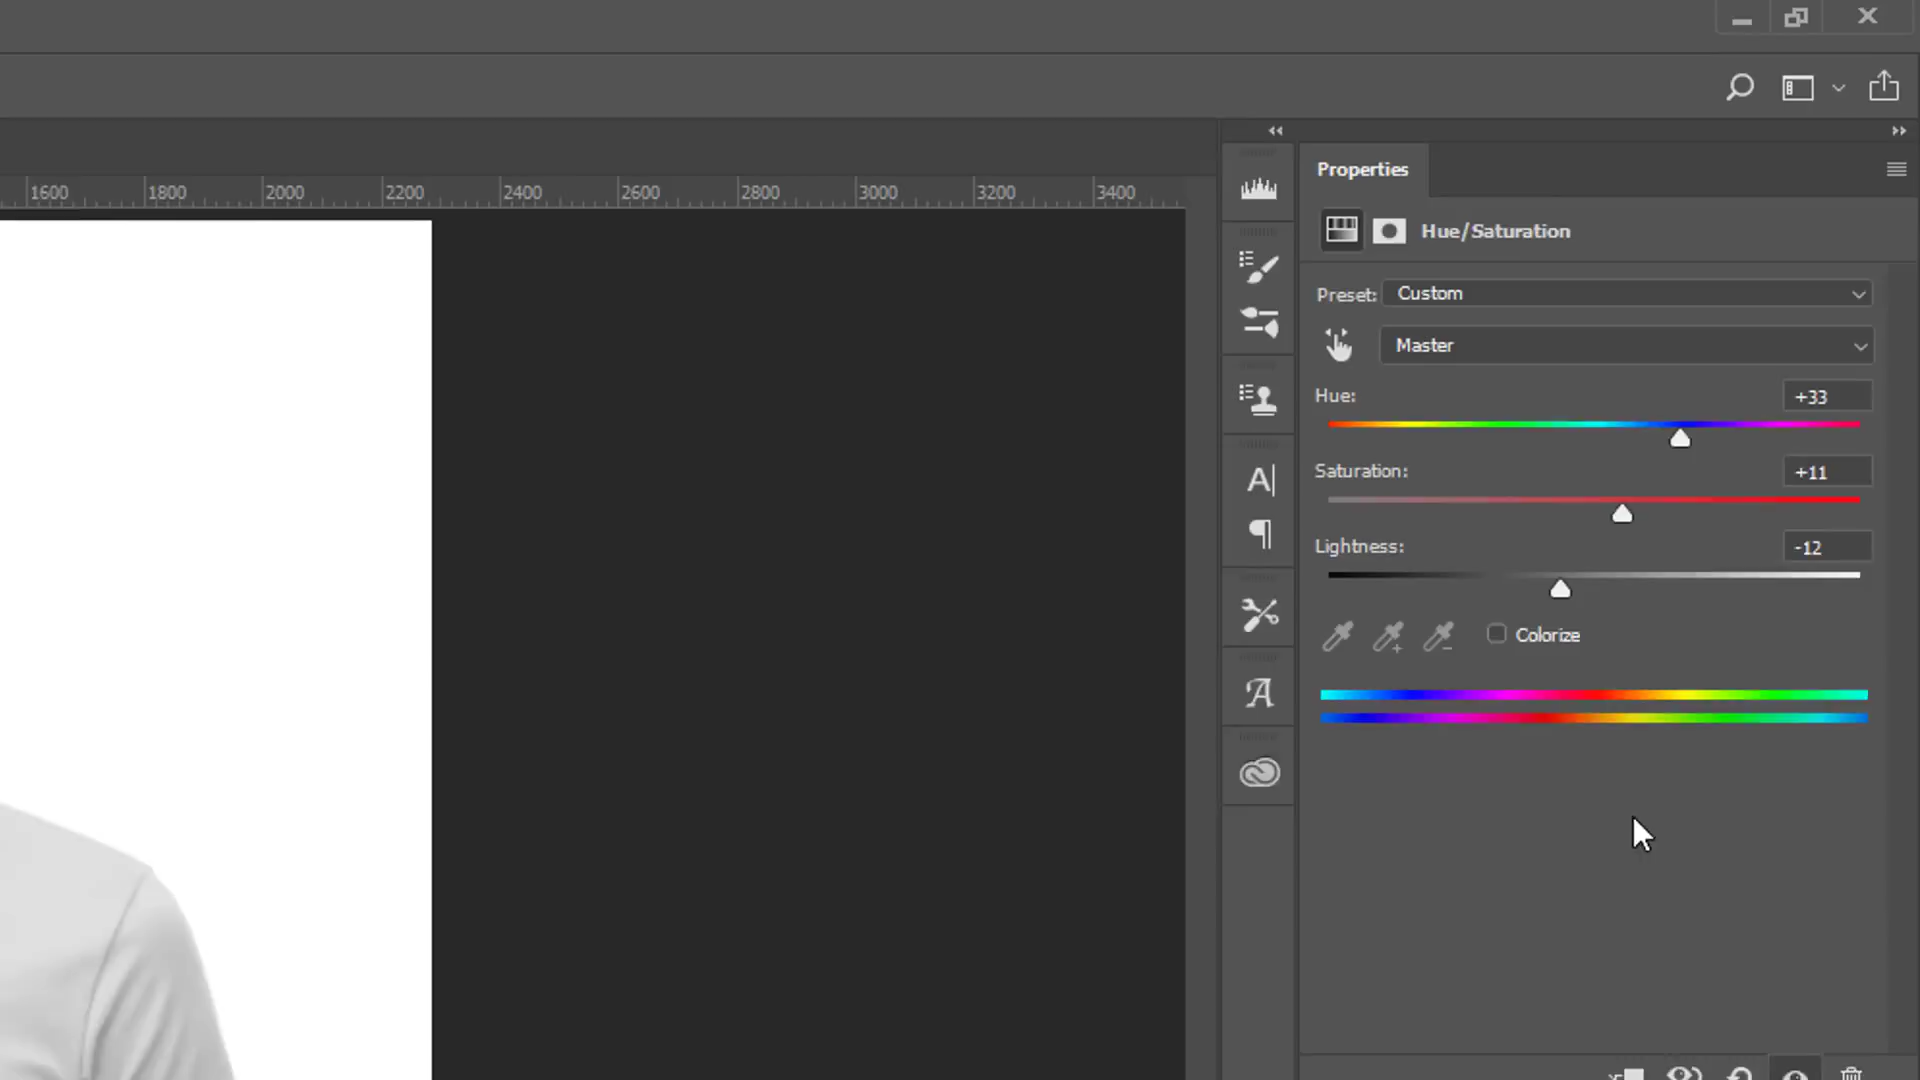 1600 1800 2000 2200 2400 2600 2800 3000 3200 3400
Properties
Hue/Saturation
Preset: Custom
Master
Hue: +33
Saturation: +11
Lightness: -12
Colorize